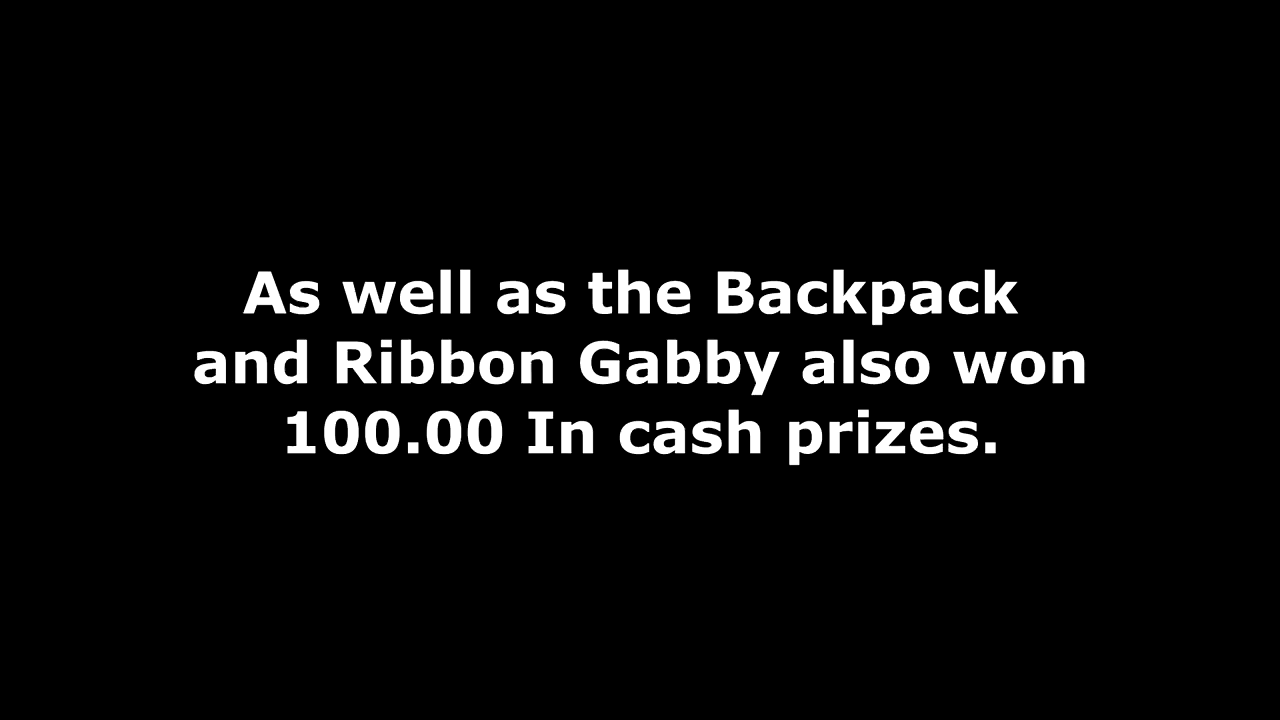 As well as the Backpack
and Ribbon Gabby also won
100.00 In cash prizes.